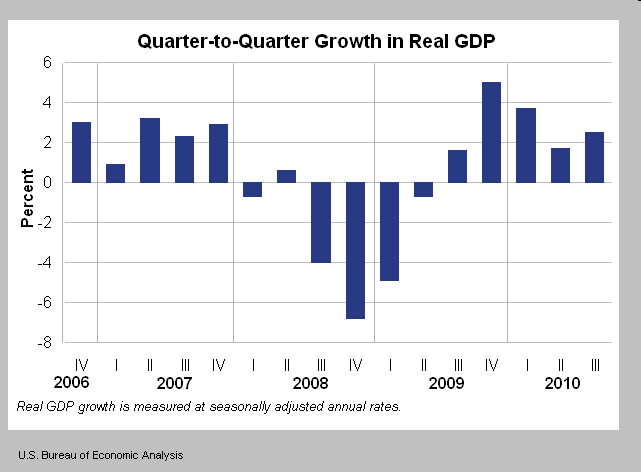 Quarter-to-Quarter Growth in Real GDP
6
4
2
0
-2
-4
-6
-8
Percent
IV I II III IV I II III IV I II III IV I II III
2006 2007 2008 2009 2010
Real GDP growth is measured at seasonally adjusted annual rates.
U.S. Bureau of Economic Analysis